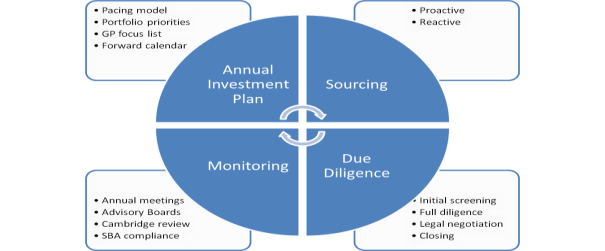 • Pacing model
• Portfolio priorities
• GP focus list
• Forward calendar
• Proactive
• Reactive
Annual
Investment
Plan
Sourcing
Monitoring
Due
Diligence
• Annual meetings
• Advisory Boards
• Cambridge review
• SBA compliance
• Initial screening
• Full diligence
• Legal negotiation
• Closing